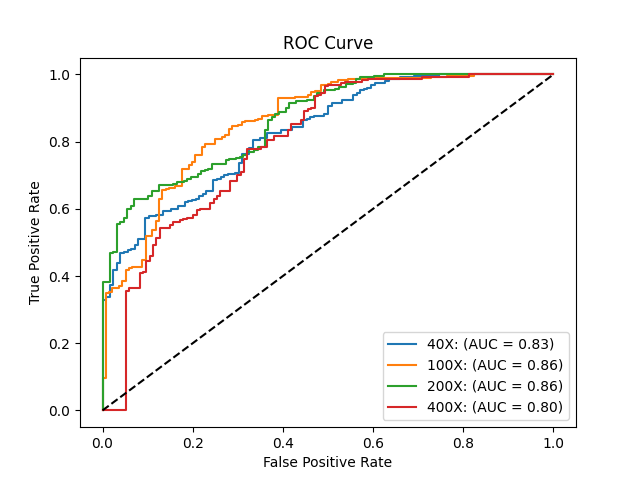 ROC Curve
True Positive Rate
1.0
0.8
0.6
0.4
0.2
0.0
0.0 0.2 0.4 0.6 0.8 1.0
False Positive Rate
40X: (AUC = 0.83)
100X: (AUC = 0.86)
200X: (AUC = 0.86)
400X: (AUC = 0.80)